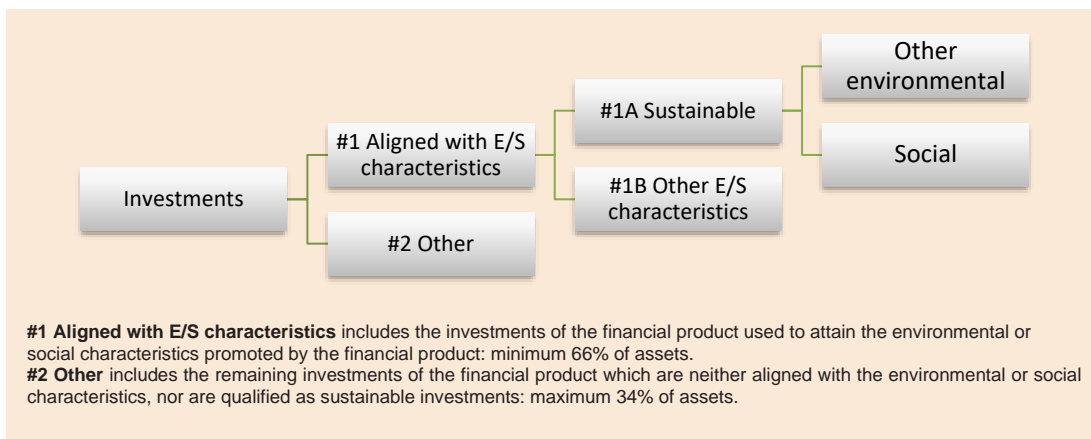 Other
environmental
#1A Sustainable
#1 Aligned with E/S
characteristics
Social
#1B Other E/S
characteristics
Investments
#2 Other
#1 Aligned with E/S characteristics includes the investments of the financial product used to attain the environmental or
social characteristics promoted by the financial product: minimum 66% of assets.
#2 Other includes the remaining investments of the financial product which are neither aligned with the environmental or social
characteristics, nor are qualified as sustainable investments: maximum 34% of assets.